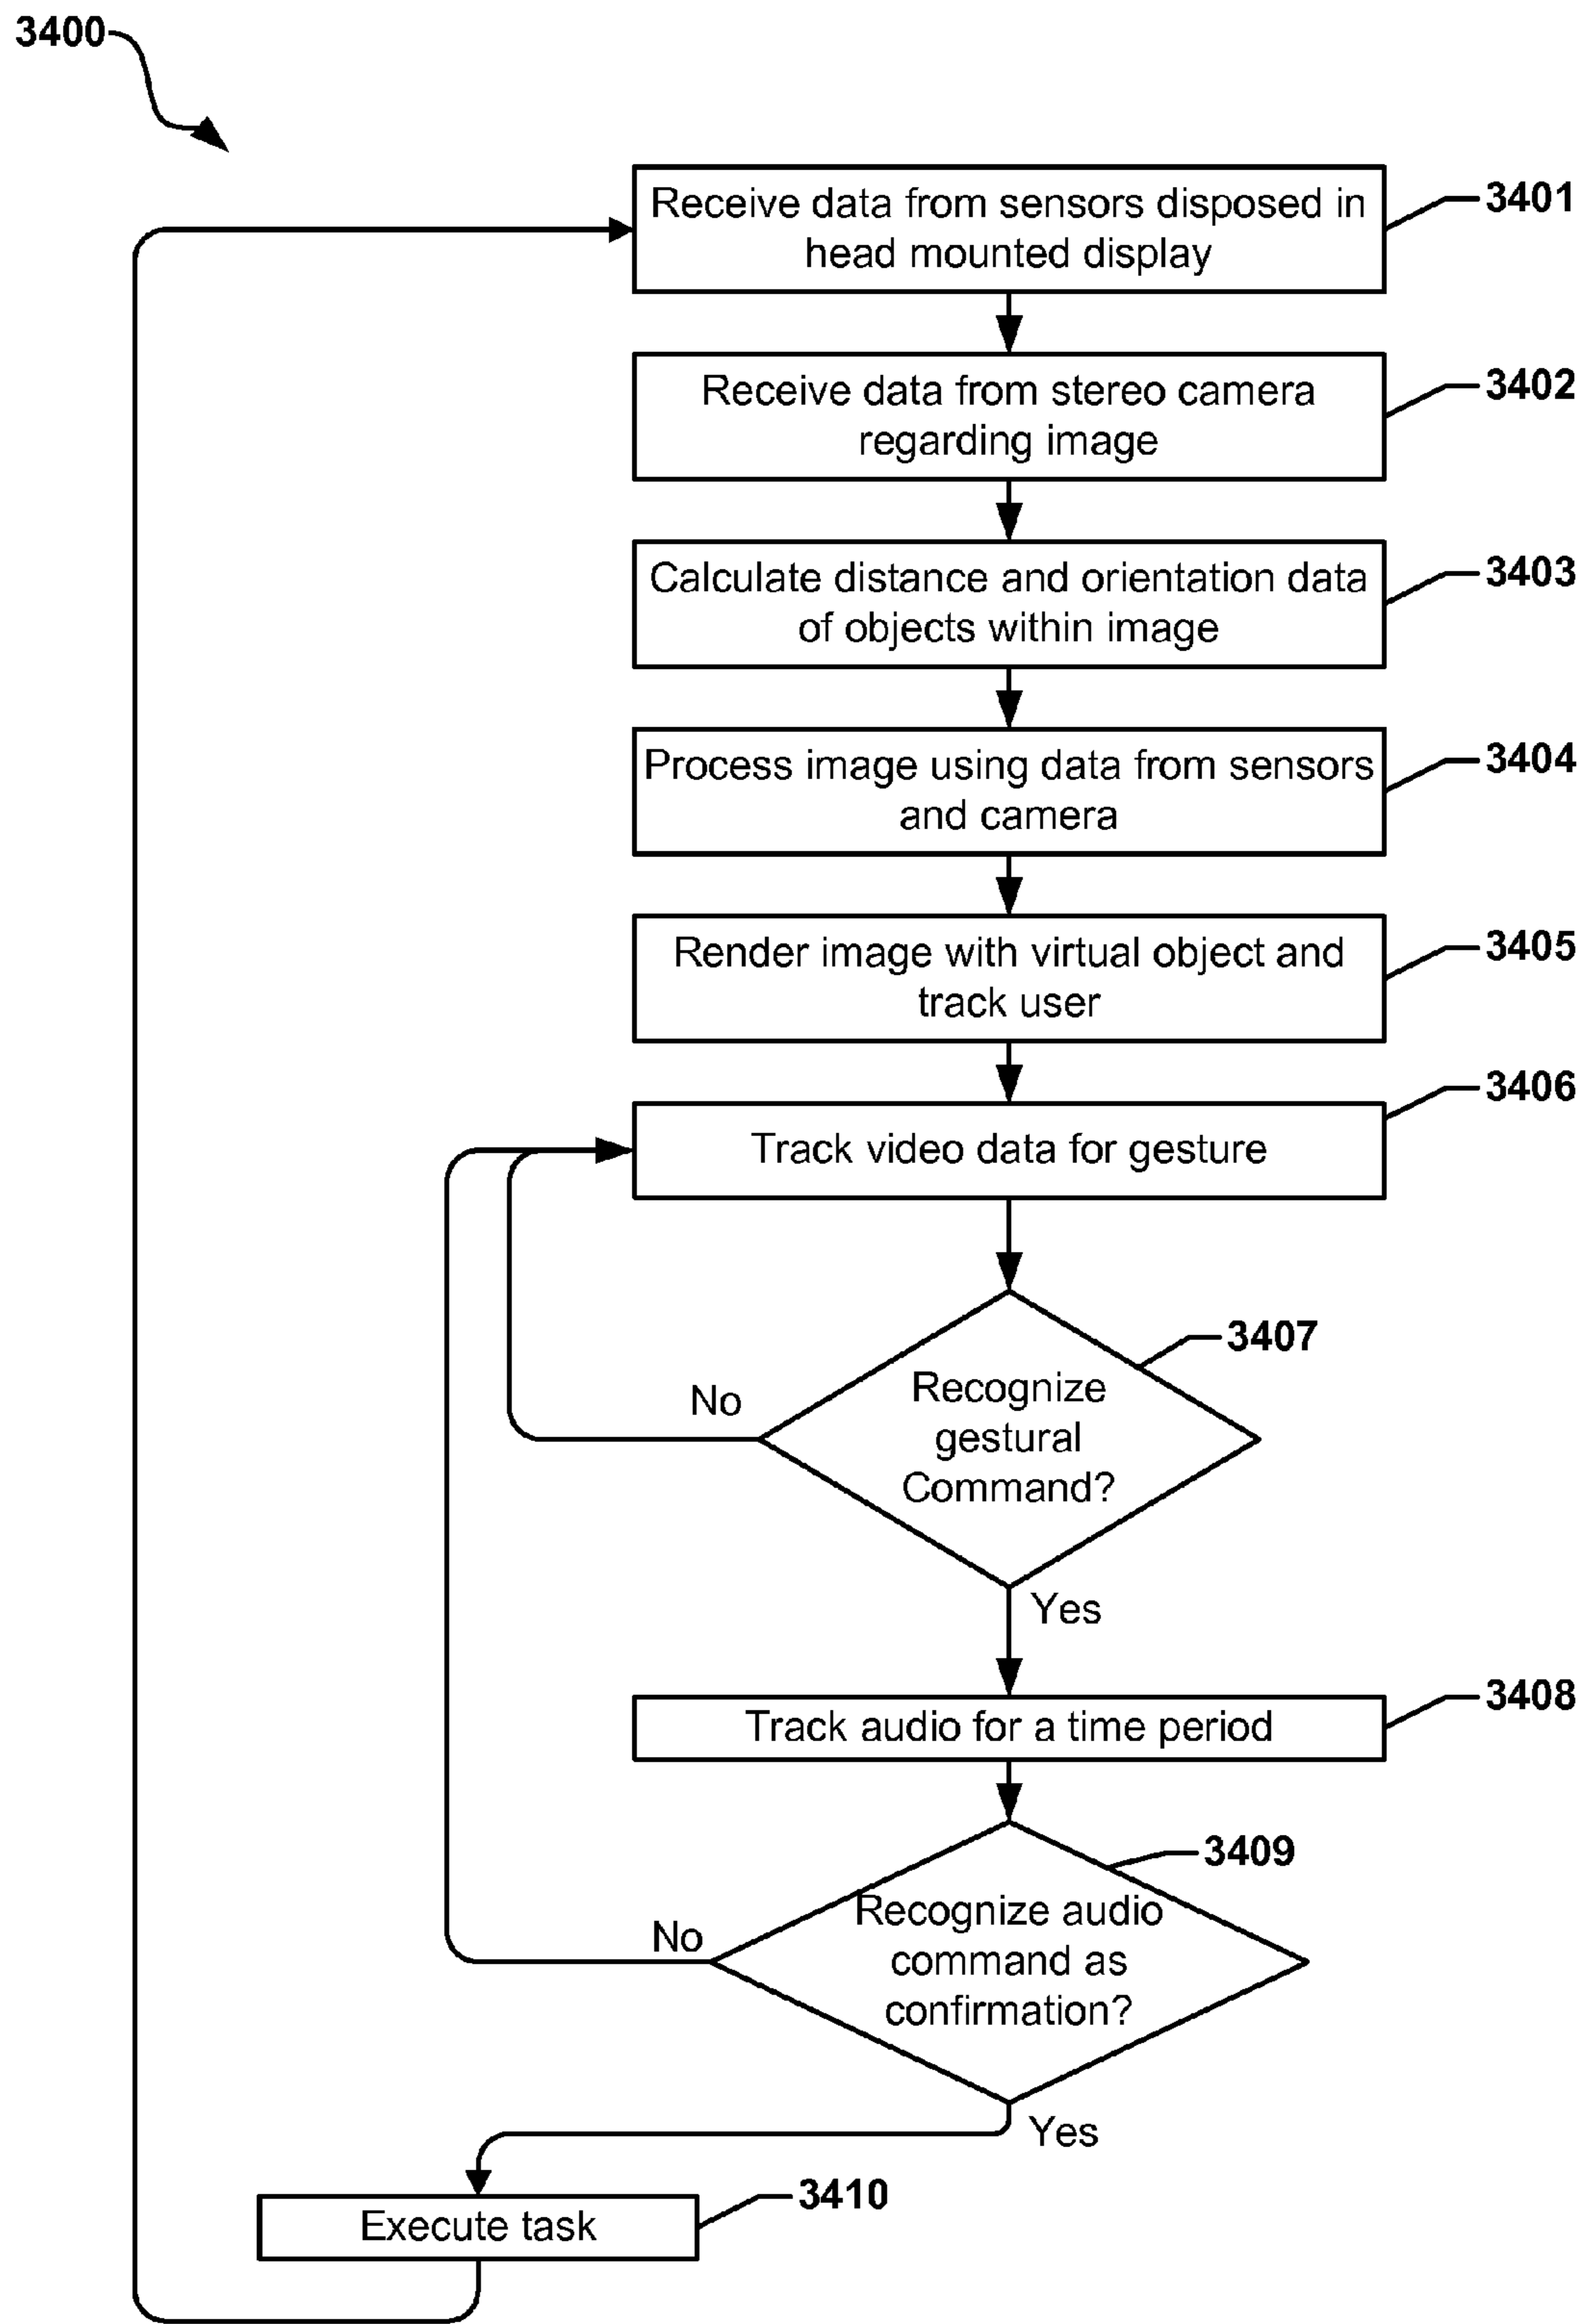 3400
Receive data from sensors disposed in
head mounted display
3401
Receive data from stereo camera
regarding image
3402
Calculate distance and orientation data
of objects within image
3403
Process image using data from sensors
and camera
3404
Render image with virtual object and
track user
3405
Track video data for gesture
3406
Recognize
gestural
Command?
3407
No
Yes
Track audio for a time period
3408
Recognize audio
command as
confirmation?
3409
No
Yes
Execute task
3410